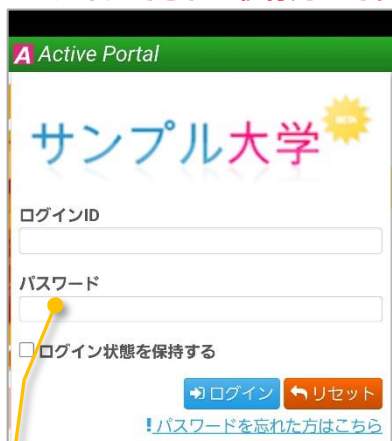 A Active Portal
サンプル大学
BETA
ログインID
パスワード
ログイン状態を保持する
ログイン リセット
!パスワードを忘れた方はこちら